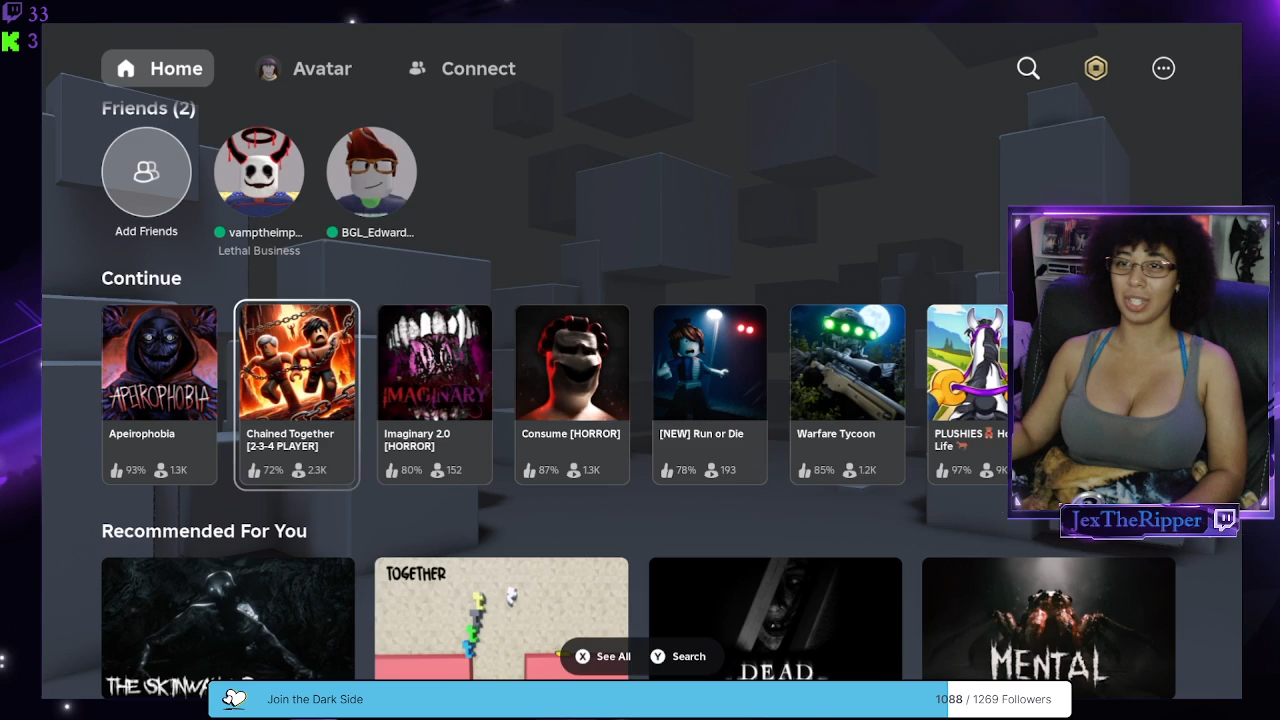 33
3
Home
Avatar
Connect
Friends (2)
Add Friends
vamptheimp...
Lethal Business
BGL_Edward...
Continue
APEIROPHOBIA
Apeirophobia
93% 1.3K
Chained Together
[2-3-4 PLAYER]
72% 2.3K
IMAGINARY
Imaginary 2.0
[HORROR]
80% 152
Consume [HORROR]
87% 1.3K
[NEW] Run or Die
78% 193
Warfare Tycoon
85% 1.2K
PLUSHIES🧸 Ho
Life 🐎
97% 9K
JexTheRipper
Recommended For You
TOGETHER
DEAD
MENTAL
X See All Y Search
Join the Dark Side
1088 / 1269 Followers